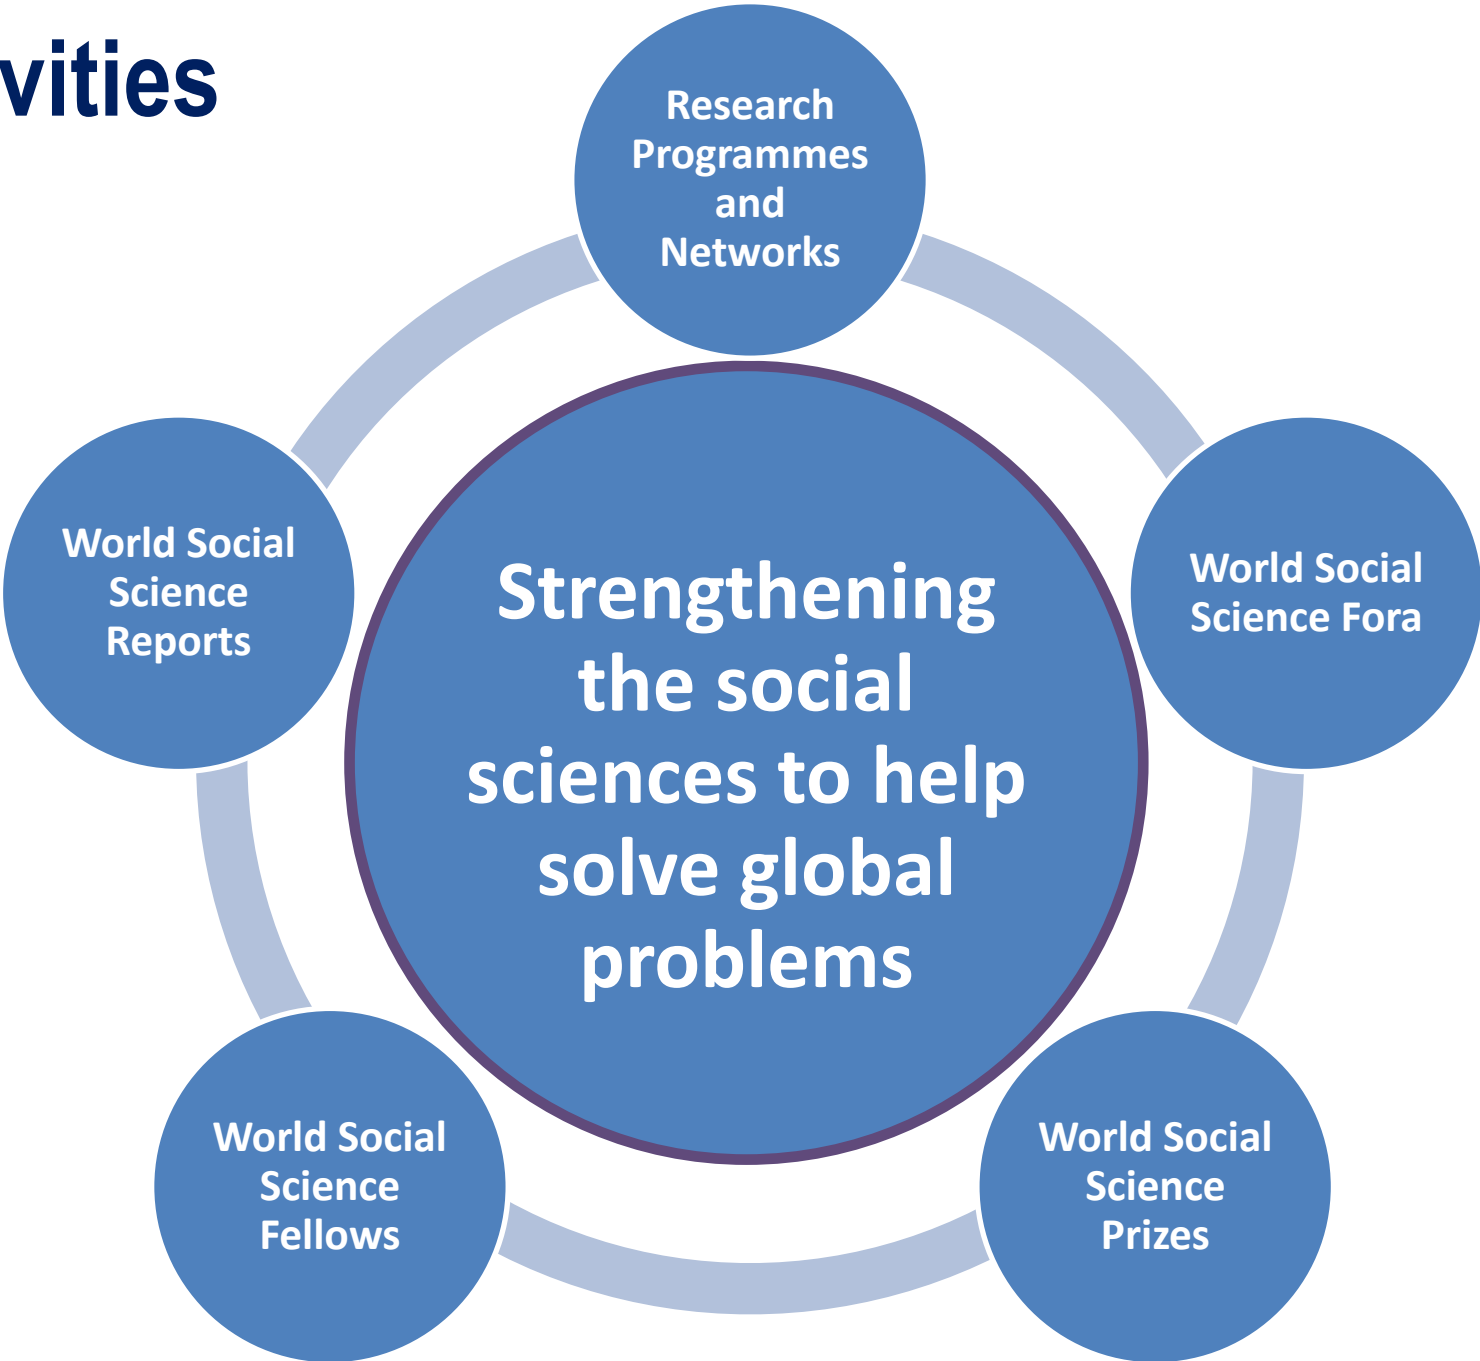 vities
Research
Programmes
and
Networks
World Social
Science Fora
World Social
Science
Prizes
World Social
Science
Fellows
World Social
Science
Reports
Strengthening
the social
sciences to help
solve global
problems